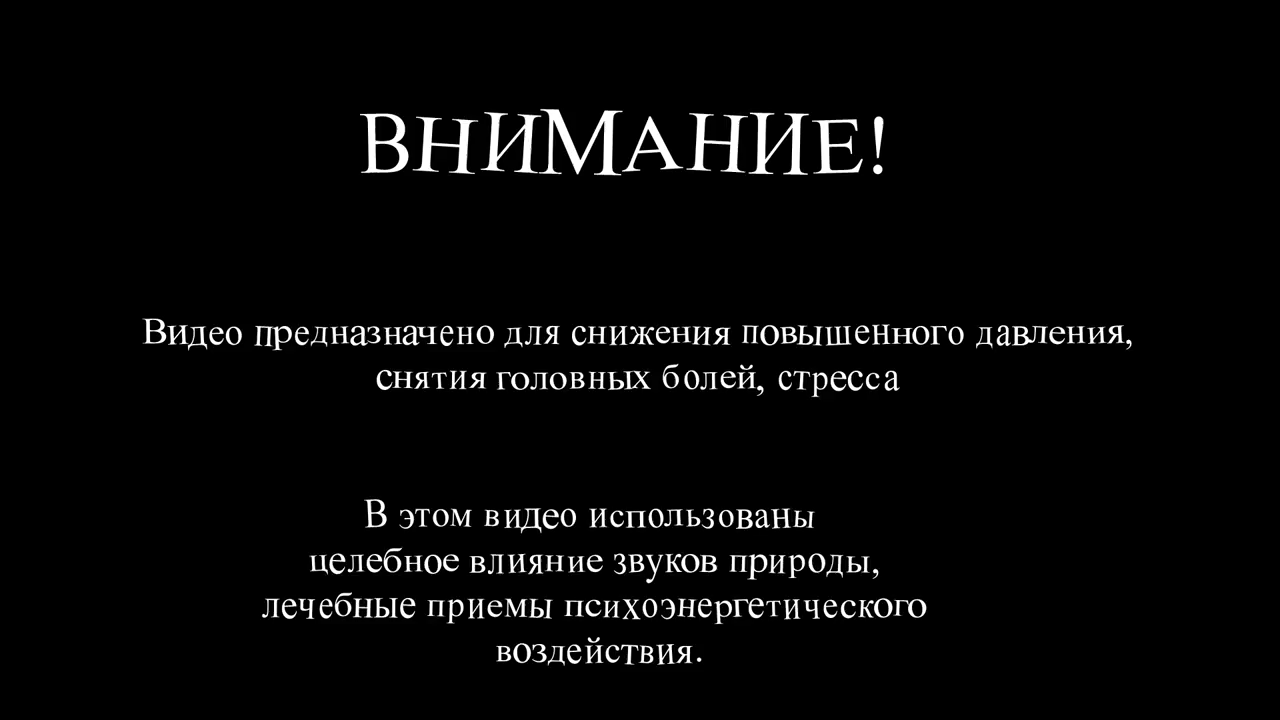 ВНИМАНИЕ!
Видео предназначено для снижения повышенного давления,
снятия головных болей, стресса
В этом видео использованы
целебное влияние звуков природы,
лечебные приемы психоэнергетического
воздействия.